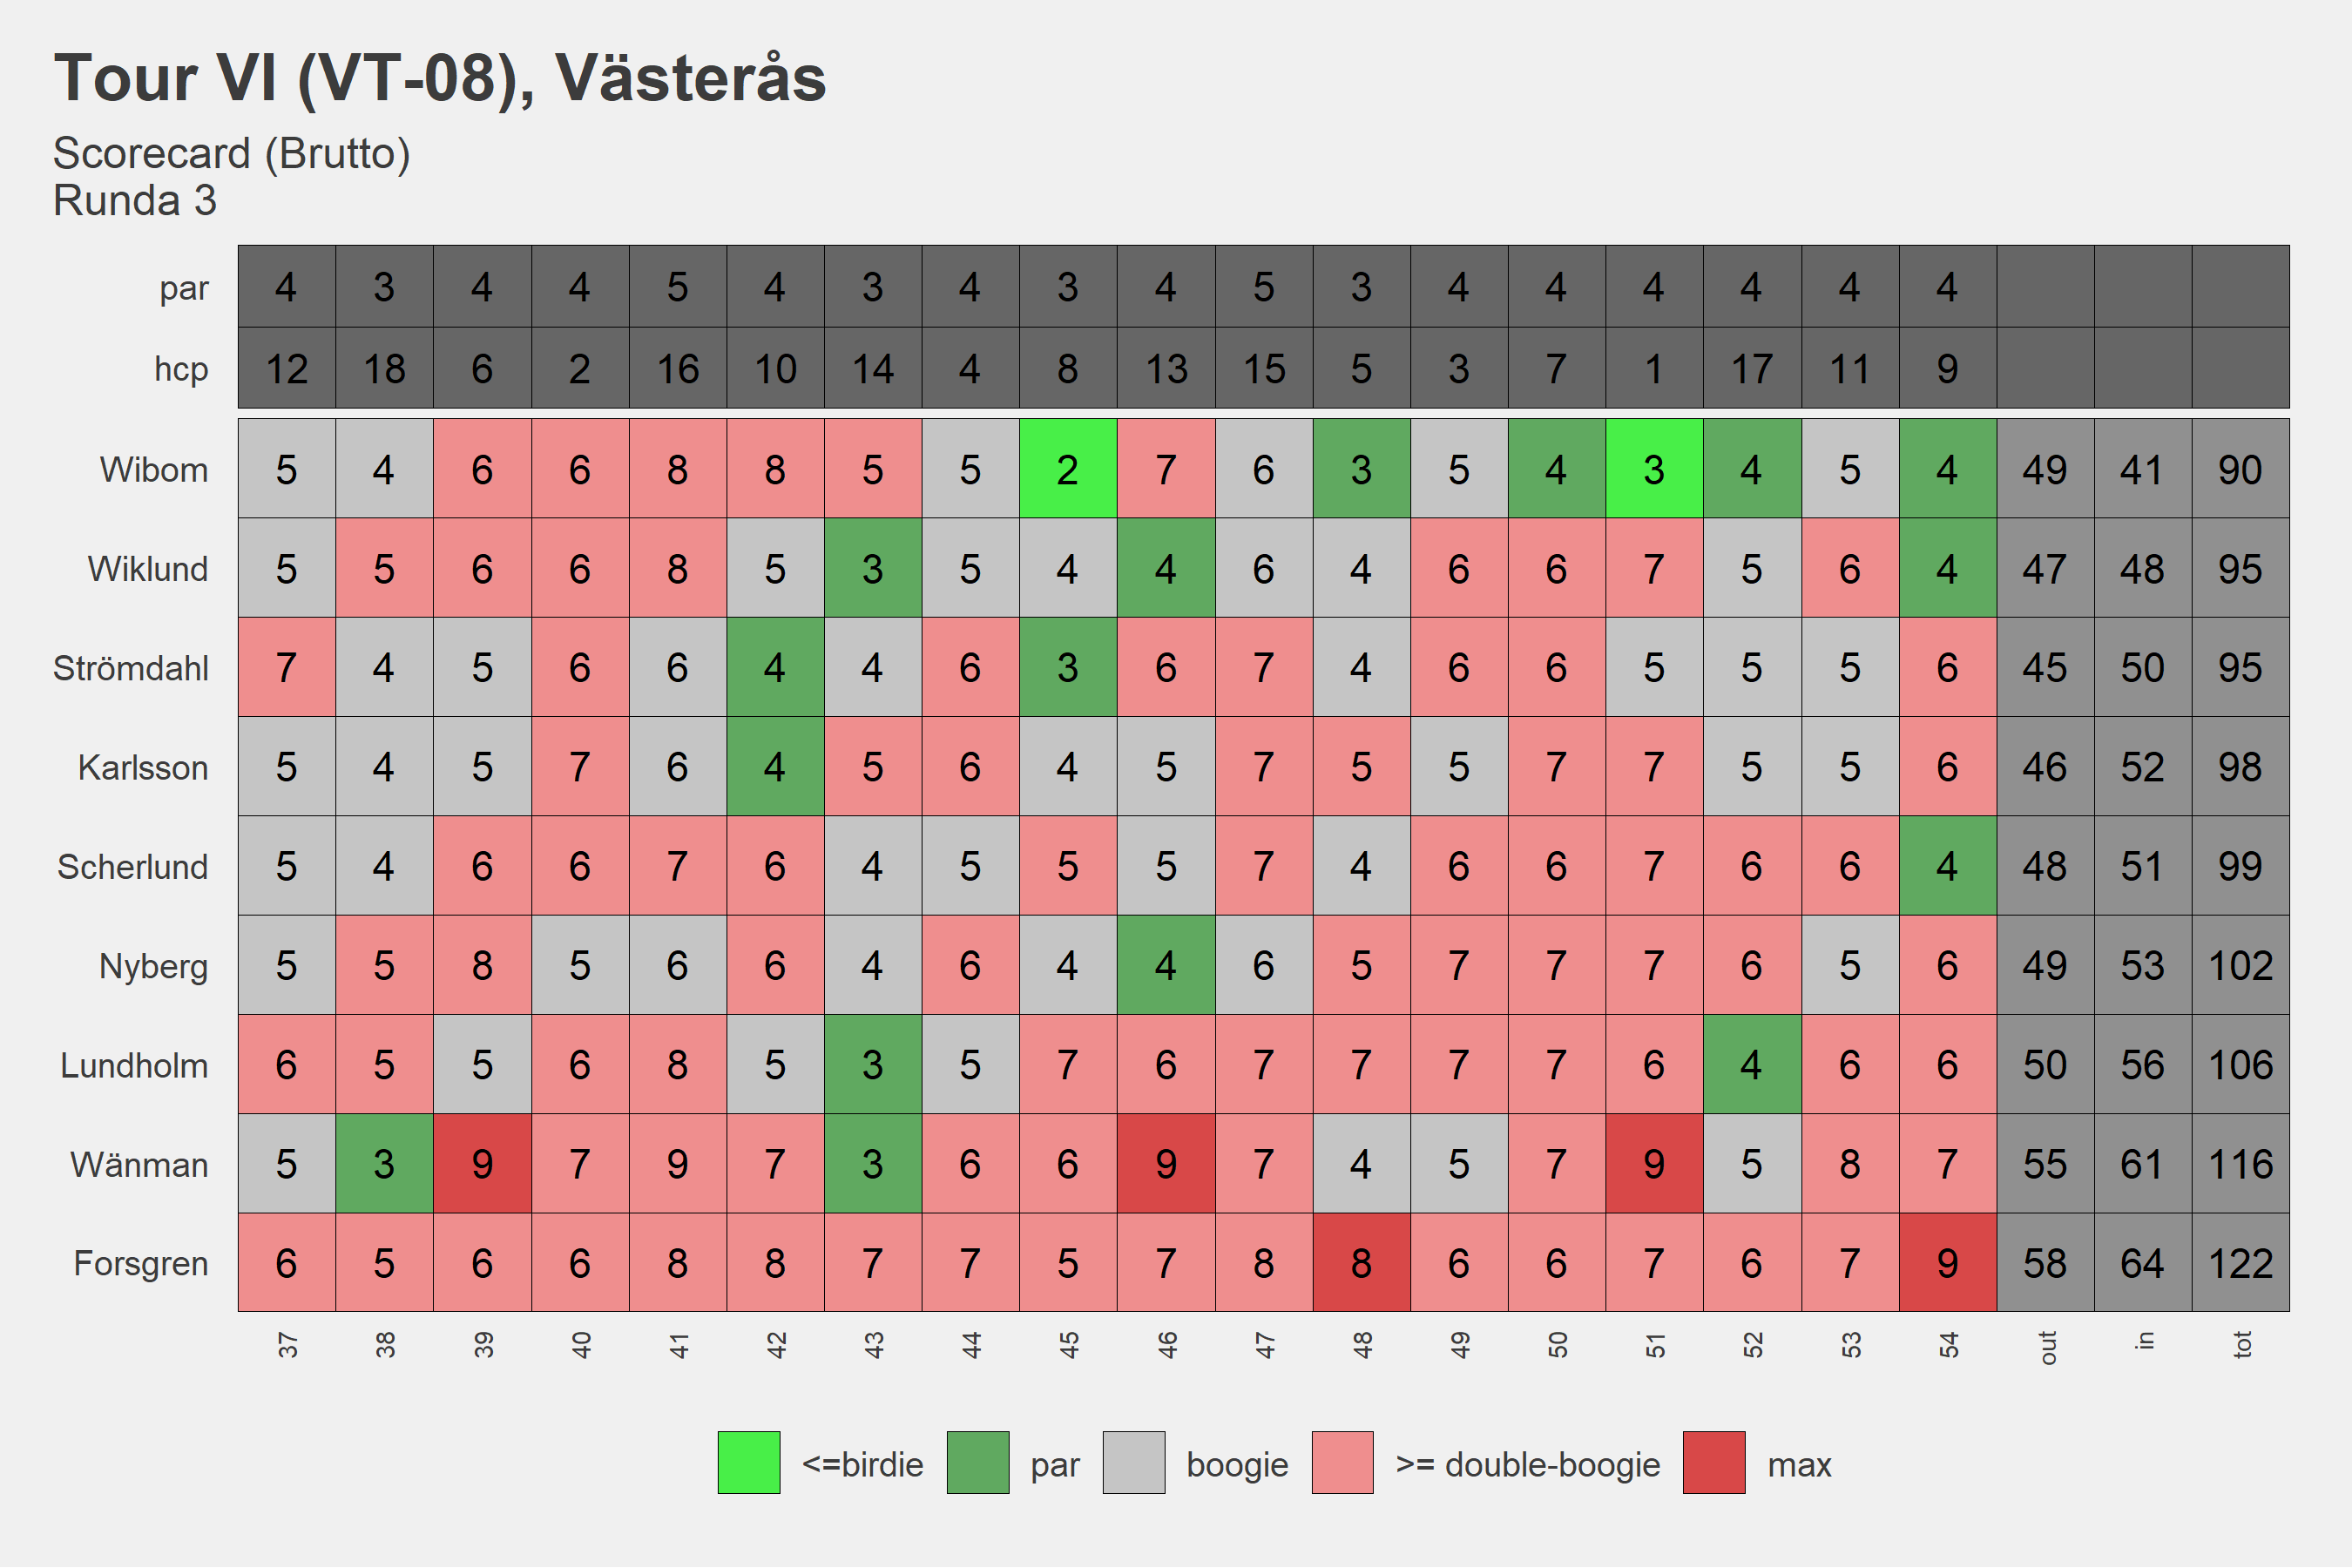 Tour VI (VT-08), Västerås
Scorecard (Brutto)
Runda 3
par 4 3 4 4 5 4 3 4 3 4 5 3 4 4 4 4 4 4
hcp 12 18 6 2 16 10 14 4 8 13 15 5 3 7 1 17 11 9
Wibom 5 4 6 6 8 8 5 5 2 7 6 3 5 4 3 4 5 4 49 41 90
Wiklund 5 5 6 6 8 5 3 5 4 4 6 4 6 6 7 5 6 4 47 48 95
Strömdahl 7 4 5 6 6 4 4 6 3 6 7 4 6 6 5 5 5 6 45 50 95
Karlsson 5 4 5 7 6 4 5 6 4 5 7 5 5 7 7 5 5 6 46 52 98
Scherlund 5 4 6 6 7 6 4 5 5 5 7 4 6 6 7 6 6 4 48 51 99
Nyberg 5 5 8 5 6 6 4 6 4 4 6 5 7 7 7 6 5 6 49 53 102
Lundholm 6 5 5 6 8 5 3 5 7 6 7 7 7 7 6 4 6 6 50 56 106
Wänman 5 3 9 7 9 7 3 6 6 9 7 4 5 7 9 5 8 7 55 61 116
Forsgren 6 5 6 6 8 8 7 7 5 7 8 8 6 6 7 6 7 9 58 64 122
37 38 39 40 41 42 43 44 45 46 47 48 49 50 51 52 53 54 out in tot
<=birdie par boogie >= double-boogie max